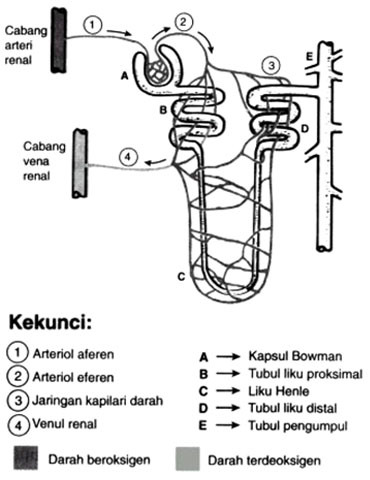 1
2
Cabang
arteri
renal
E
3
A
B
D
Cabang
vena
renal
4
C
Kekunci:
1 Arteriol aferen
2 Arteriol eferen
3 Jaringan kapilari darah
4 Venul renal
A → Kapsul Bowman
B → Tubul liku proksimal
C → Liku Henle
D → Tubul liku distal
E → Tubul pengumpul
Darah beroksigen
Darah terdeoksigen